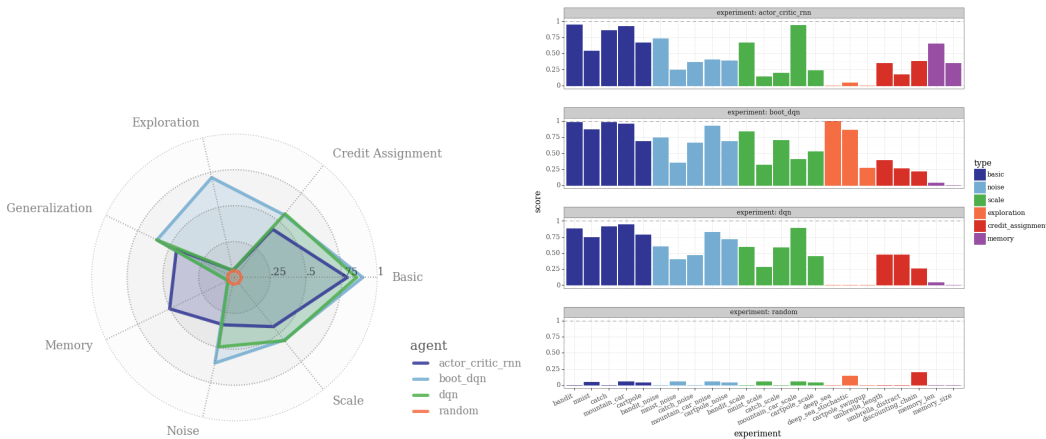 Exploration
Credit Assignment
Generalization
.25
.5
.75
1
Basic
Memory
Scale
Noise
agent
actor_critic_rnn
boot_dqn
dqn
random
score
experiment: actor_critic_rnn
1
0.75
0.50
0.25
0
experiment: boot_dqn
1
0.75
0.50
0.25
0
experiment: dqn
1
0.75
0.50
0.25
0
experiment: random
1
0.75
0.50
0.25
0
bandit
mnist
catch
mountain_car
cartpole
bandit_noise
mnist_noise
catch_noise
mountain_car_noise
cartpole_noise
bandit_scale
mnist_scale
catch_scale
mountain_car_scale
cartpole_scale
deep_sea
deep_sea_stochastic
cartpole_swingup
umbrella_length
umbrella_distract
discounting_chain
memory_len
memory_size
experiment
type
basic
noise
scale
exploration
credit_assignment
memory